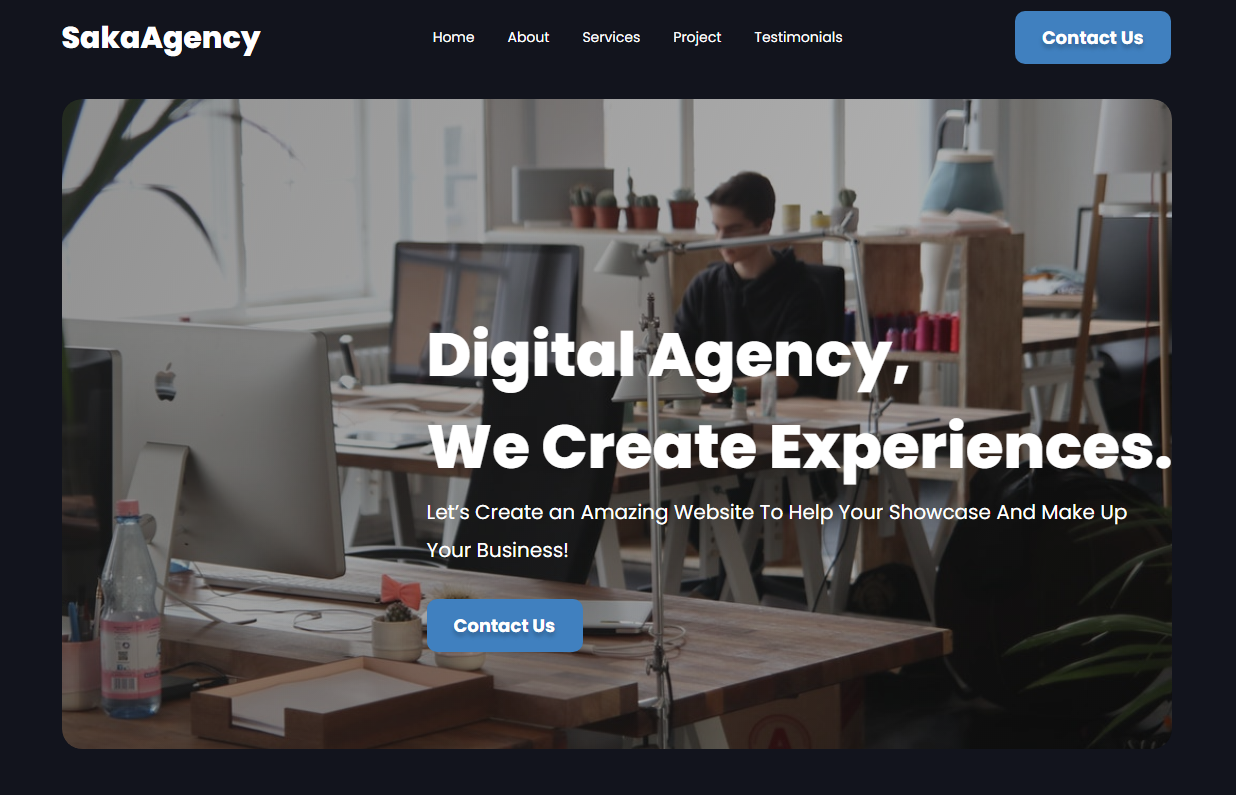 SakaAgency
Home About Services Project Testimonials
Contact Us
Digital Agency,
We Create Experiences.
Let’s Create an Amazing Website To Help Your Showcase And Make Up
Your Business!
Contact Us